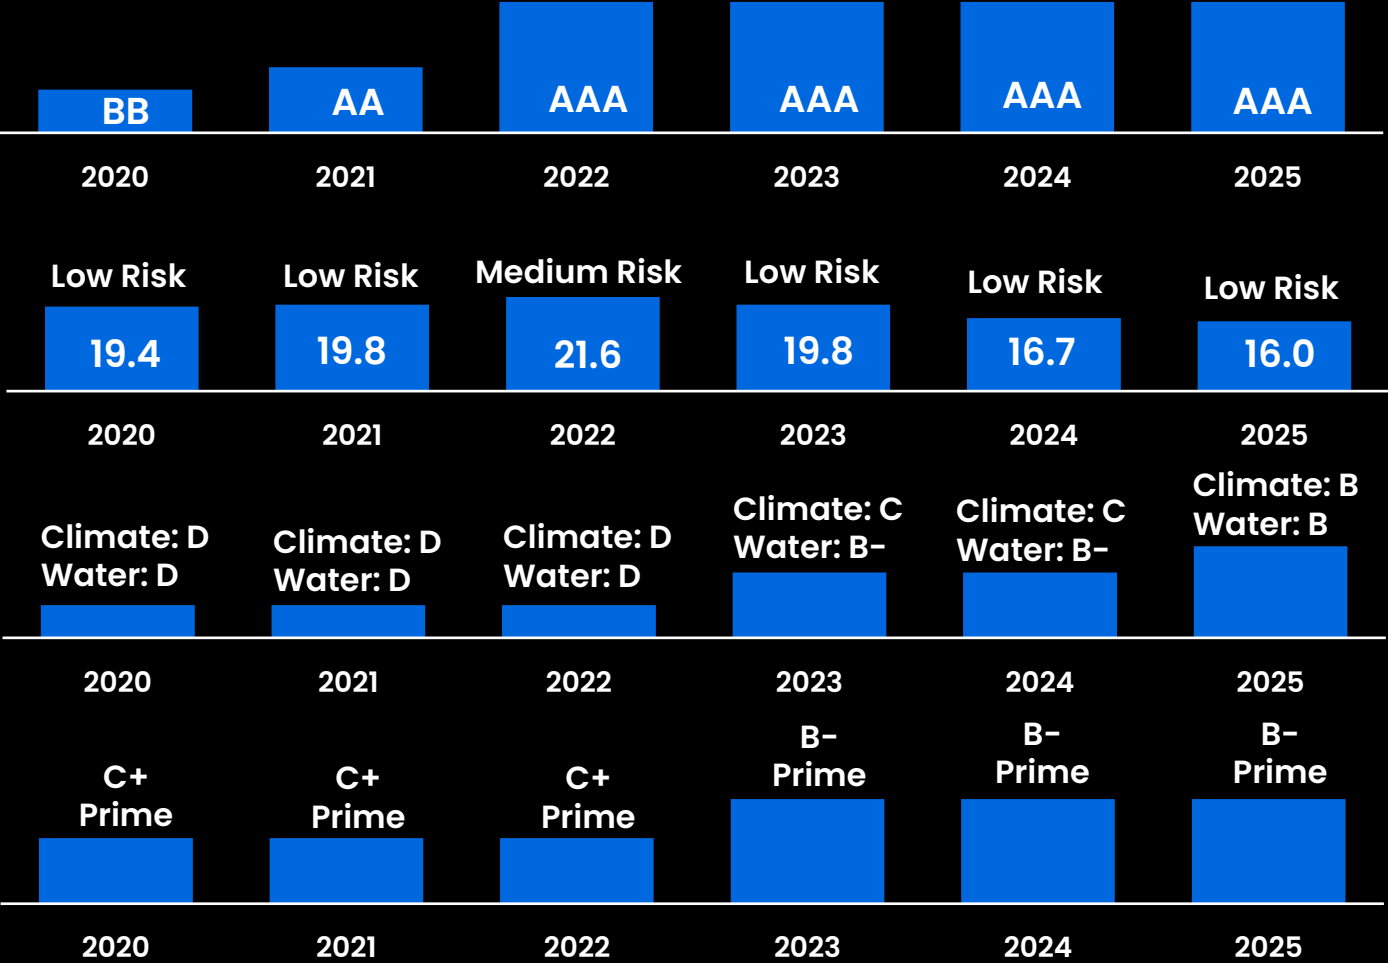 BB AA AAA AAA AAA AAA
2020 2021 2022 2023 2024 2025
Low Risk Low Risk Medium Risk Low Risk Low Risk Low Risk
19.4 19.8 21.6 19.8 16.7 16.0
2020 2021 2022 2023 2024 2025
Climate: D Climate: D Climate: D Climate: C Climate: C Climate: B
Water: D Water: D Water: D Water: B- Water: B- Water: B
2020 2021 2022 2023 2024 2025
C+ C+ C+ B- B- B-
Prime Prime Prime Prime Prime Prime
2020 2021 2022 2023 2024 2025